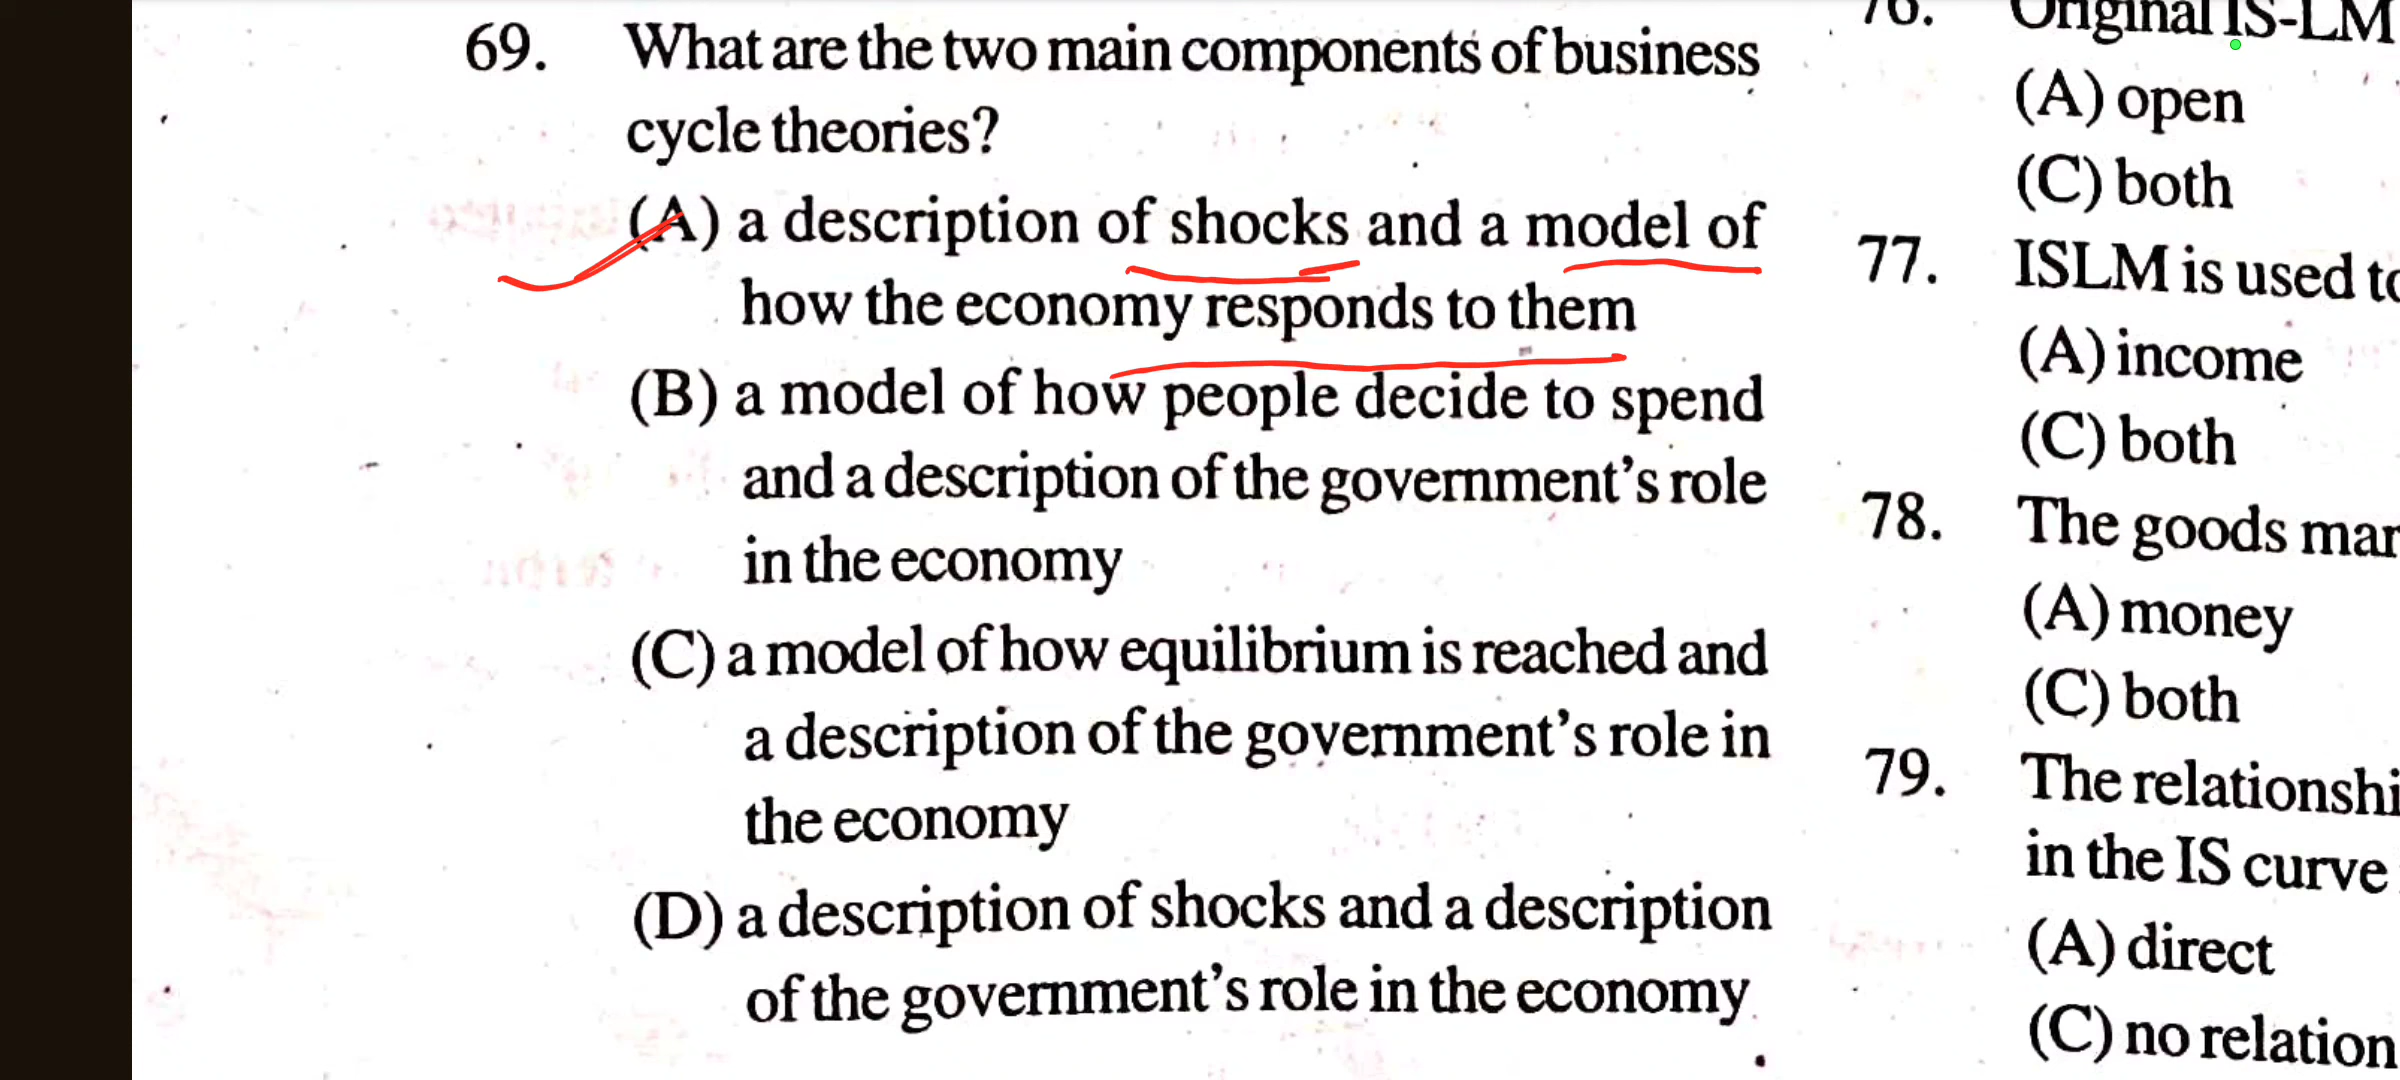 69. What are the two main components of business
cycle theories?
(A) a description of shocks and a model of
how the economy responds to them
(B) a model of how people decide to spend
and a description of the government's role
in the economy
(C) a model of how equilibrium is reached and
a description of the government's role in
the economy
(D) a description of shocks and a description
of the government's role in the economy
76. Original IS-LM
(A) open
(C) both
77. ISLM is used to
(A) income
(C) both
78. The goods mar
(A) money
(C) both
79. The relationshi
in the IS curve
(A) direct
(C) no relation